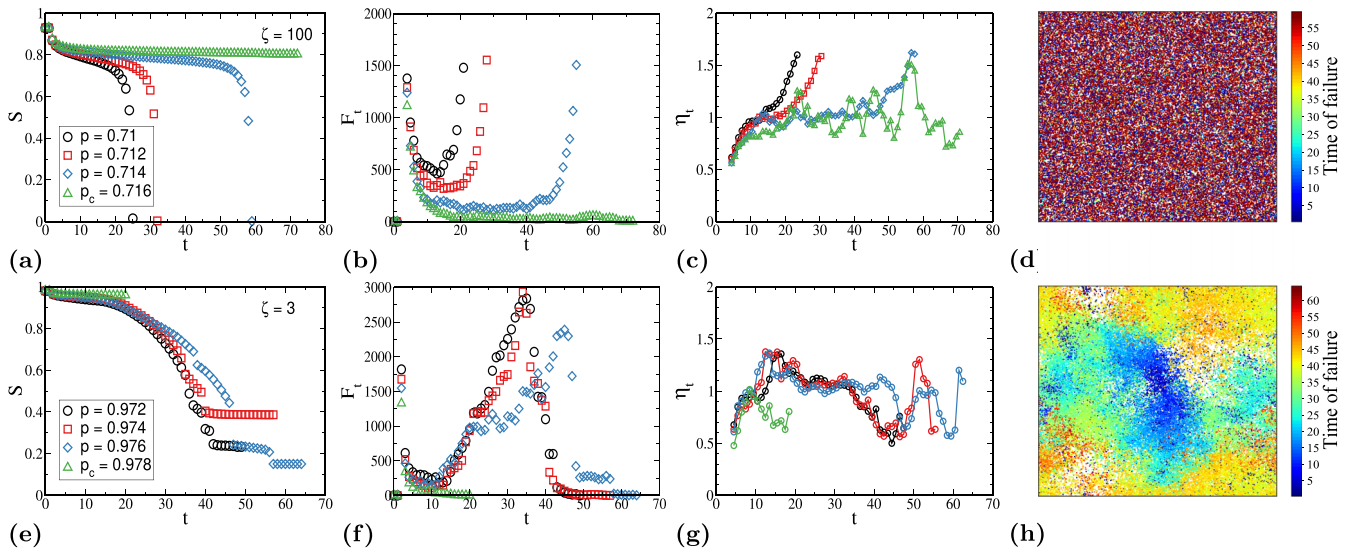 1
0.8
0.6
0.4
0.2
0
S
0 10 20 30 40 50 60 70 80
t
ζ = 100
p = 0.71
p = 0.712
p = 0.714
p_c = 0.716
(a)
2000
1500
1000
500
0
F_t
0 20 40 60 80
t
(b)
2
1.5
1
0.5
0
η_t
0 10 20 30 40 50 60 70 80
t
(c)
55
50
45
40
35
30
25
20
15
10
5
Time of failure
(d)
1
0.8
0.6
0.4
0.2
0
S
0 10 20 30 40 50 60 70
t
ζ = 3
p = 0.972
p = 0.974
p = 0.976
p_c = 0.978
(e)
3000
2500
2000
1500
1000
500
0
F_t
0 10 20 30 40 50 60 70
t
(f)
2
1.5
1
0.5
0
η_t
0 10 20 30 40 50 60 70
t
(g)
60
55
50
45
40
35
30
25
20
15
10
5
Time of failure
(h)